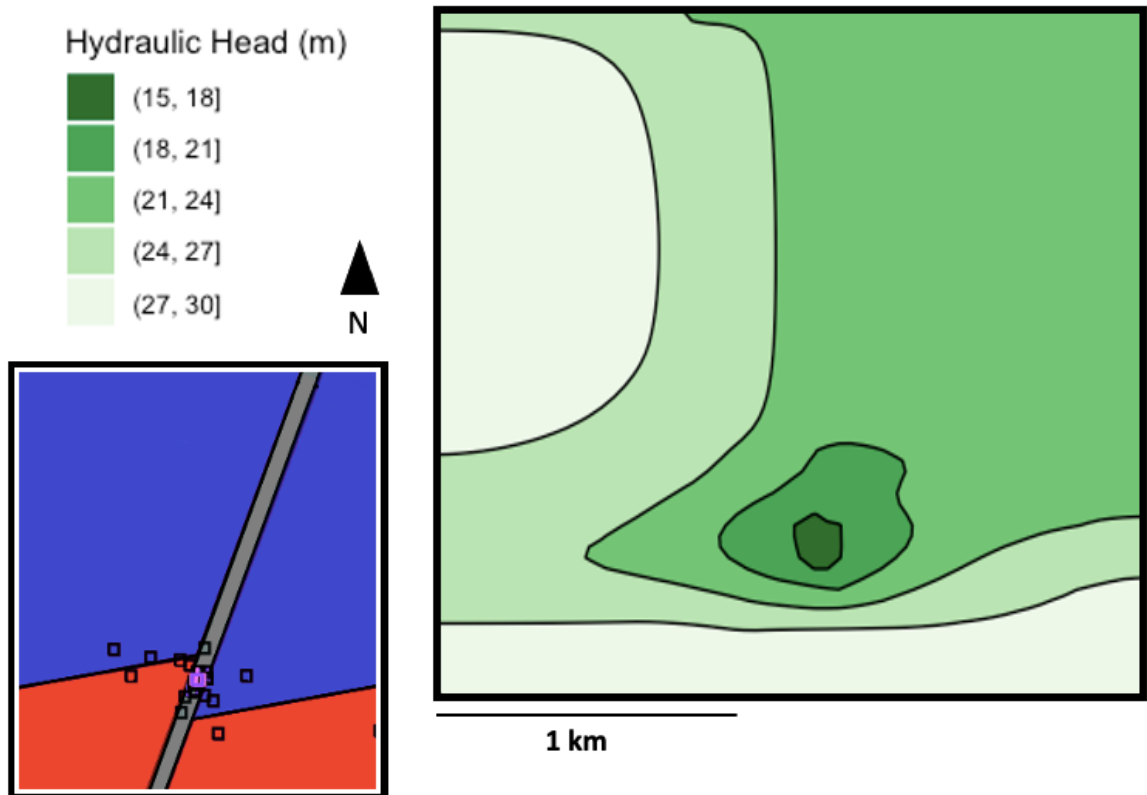 Hydraulic Head (m)
(15, 18]
(18, 21]
(21, 24]
(24, 27]
(27, 30]
N
1 km